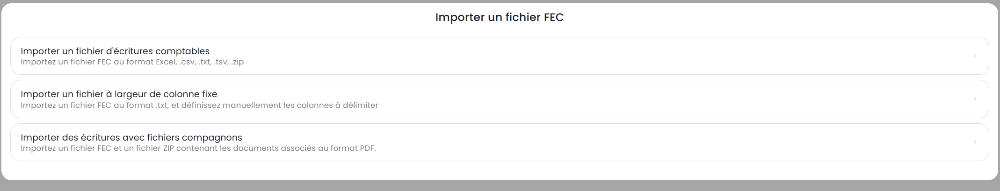 Importer un fichier FEC
Importer un fichier d'écritures comptables
Importez un fichier FEC au format Excel, .csv, .txt, .tsv, .zip
Importer un fichier à largeur de colonne fixe
Importez un fichier FEC au format .txt, et définissez manuellement les colonnes à délimiter
Importer des écritures avec fichiers compagnons
Importez un fichier FEC et un fichier ZIP contenant les documents associés au format PDF.